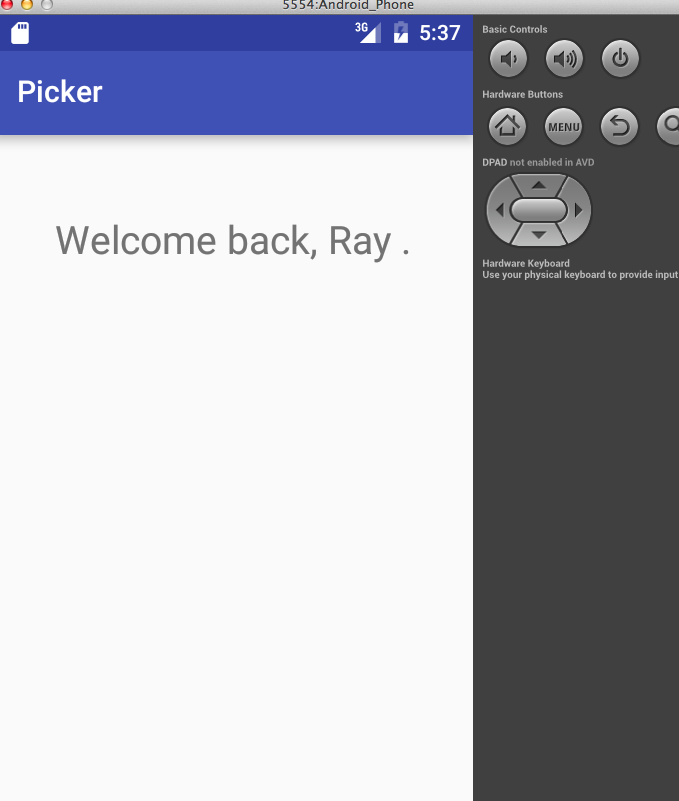 5554:Android_Phone
3G 5:37
Picker
Welcome back, Ray .
Basic Controls
Hardware Buttons
MENU
DPAD not enabled in AVD
Hardware Keyboard
Use your physical keyboard to provide input